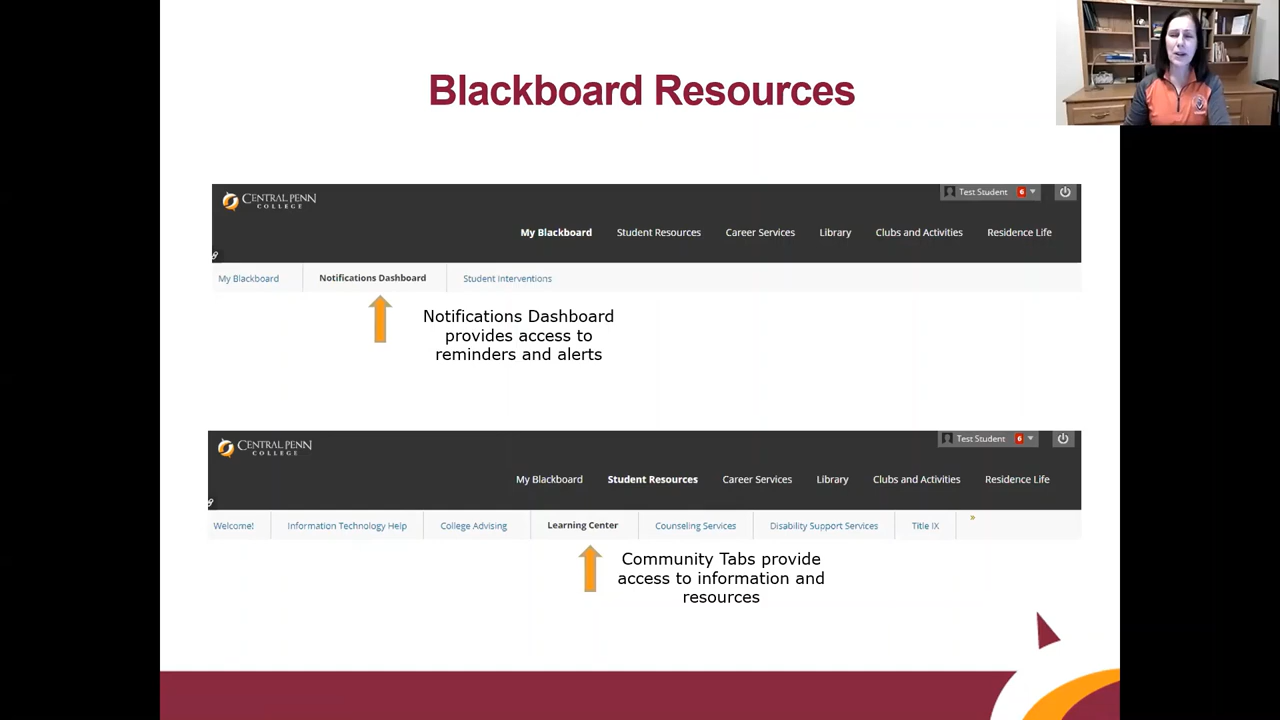 Blackboard Resources
CENTRAL PENN
COLLEGE
Test Student 6
My Blackboard Student Resources Career Services Library Clubs and Activities Residence Life
My Blackboard Notifications Dashboard Student Interventions
Notifications Dashboard
provides access to
reminders and alerts
CENTRAL PENN
COLLEGE
Test Student 6
My Blackboard Student Resources Career Services Library Clubs and Activities Residence Life
Welcome! Information Technology Help College Advising Learning Center Counseling Services Disability Support Services Title IX »
Community Tabs provide
access to information and
resources